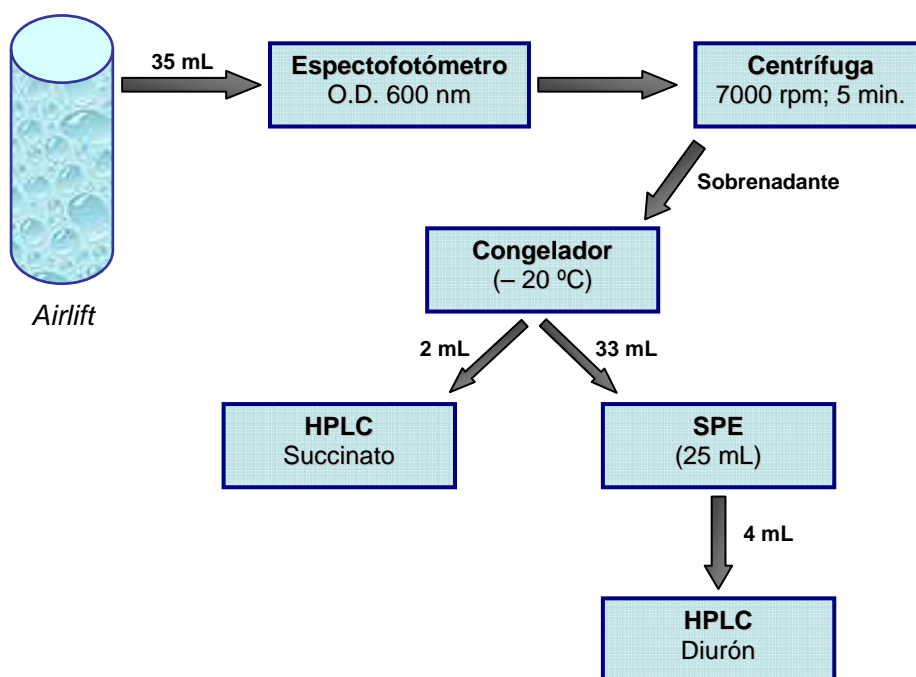 35 mL
Espectofotómetro
O.D. 600 nm
Centrífuga
7000 rpm; 5 min.
Sobrenadante
Airlift
Congelador
(– 20 ºC)
2 mL
33 mL
HPLC
Succinato
SPE
(25 mL)
4 mL
HPLC
Diurón